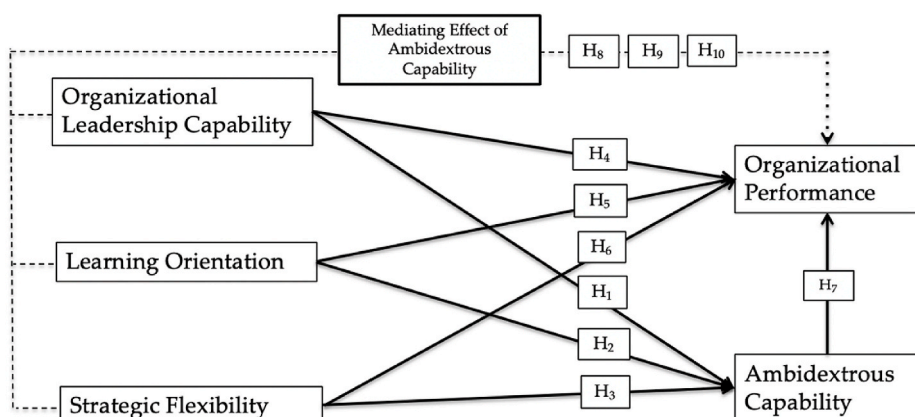 Mediating Effect of
Ambidextrous
Capability
H₈ H₉ H₁₀
Organizational
Leadership Capability
H₄
Organizational
Performance
H₅
H₆
Learning Orientation
H₁
H₇
H₂
Ambidextrous
Capability
H₃
Strategic Flexibility